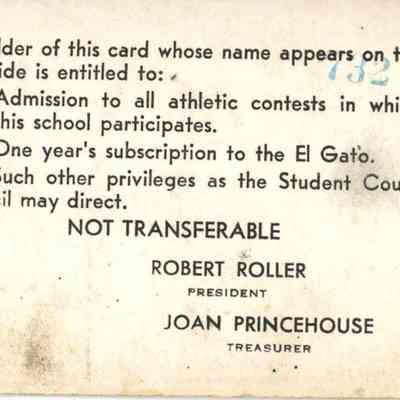 lder of this card whose name appears on t
ide is entitled to:
732
Admission to all athletic contests in whi
his school participates.
One year's subscription to the El Gato.
Such other privileges as the Student Cou
il may direct.
NOT TRANSFERABLE
ROBERT ROLLER
PRESIDENT
JOAN PRINCEHOUSE
TREASURER